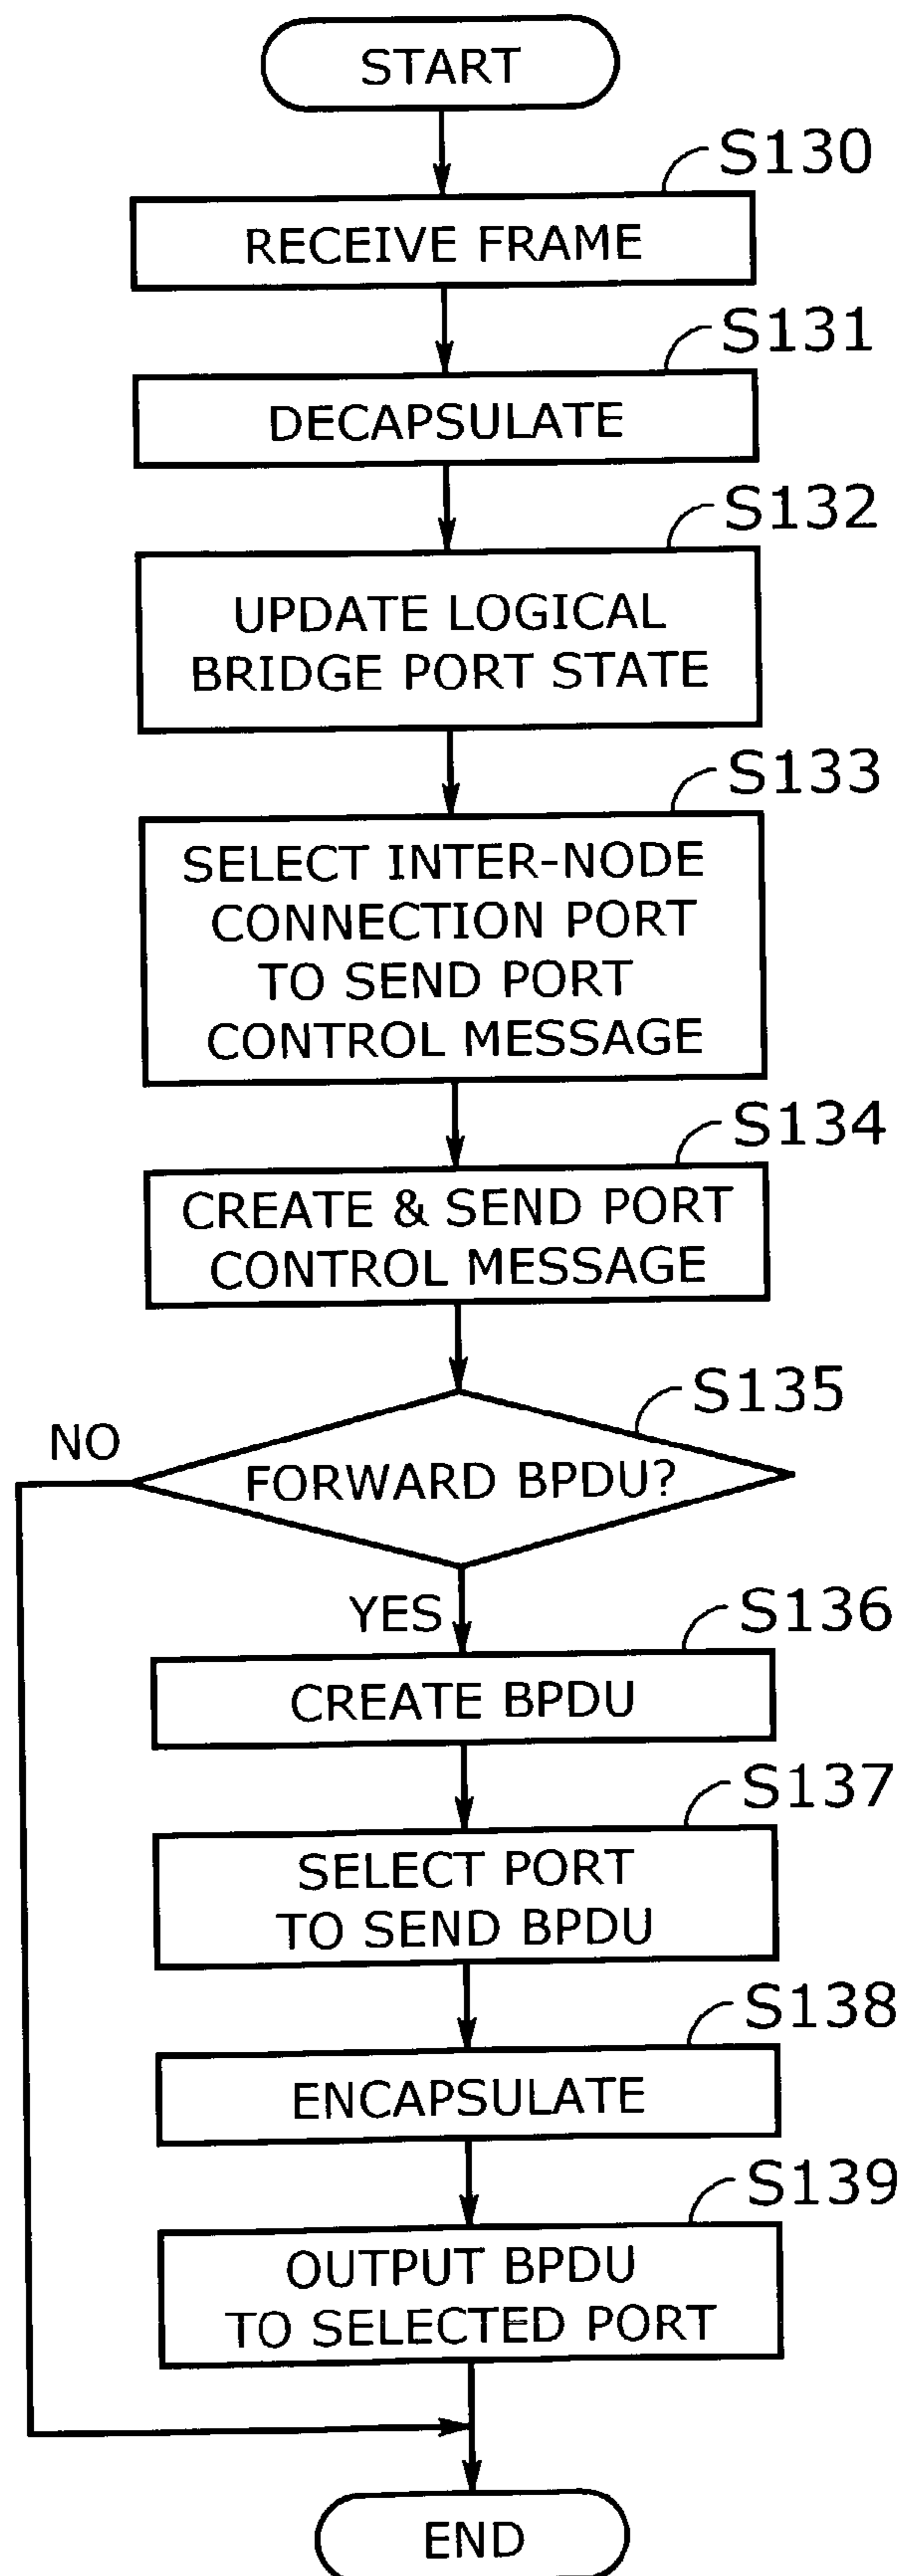 START
S130
RECEIVE FRAME
S131
DECAPSULATE
S132
UPDATE LOGICAL
BRIDGE PORT STATE
S133
SELECT INTER-NODE
CONNECTION PORT
TO SEND PORT
CONTROL MESSAGE
S134
CREATE & SEND PORT
CONTROL MESSAGE
S135
NO
FORWARD BPDU?
YES
S136
CREATE BPDU
S137
SELECT PORT
TO SEND BPDU
S138
ENCAPSULATE
S139
OUTPUT BPDU
TO SELECTED PORT
END